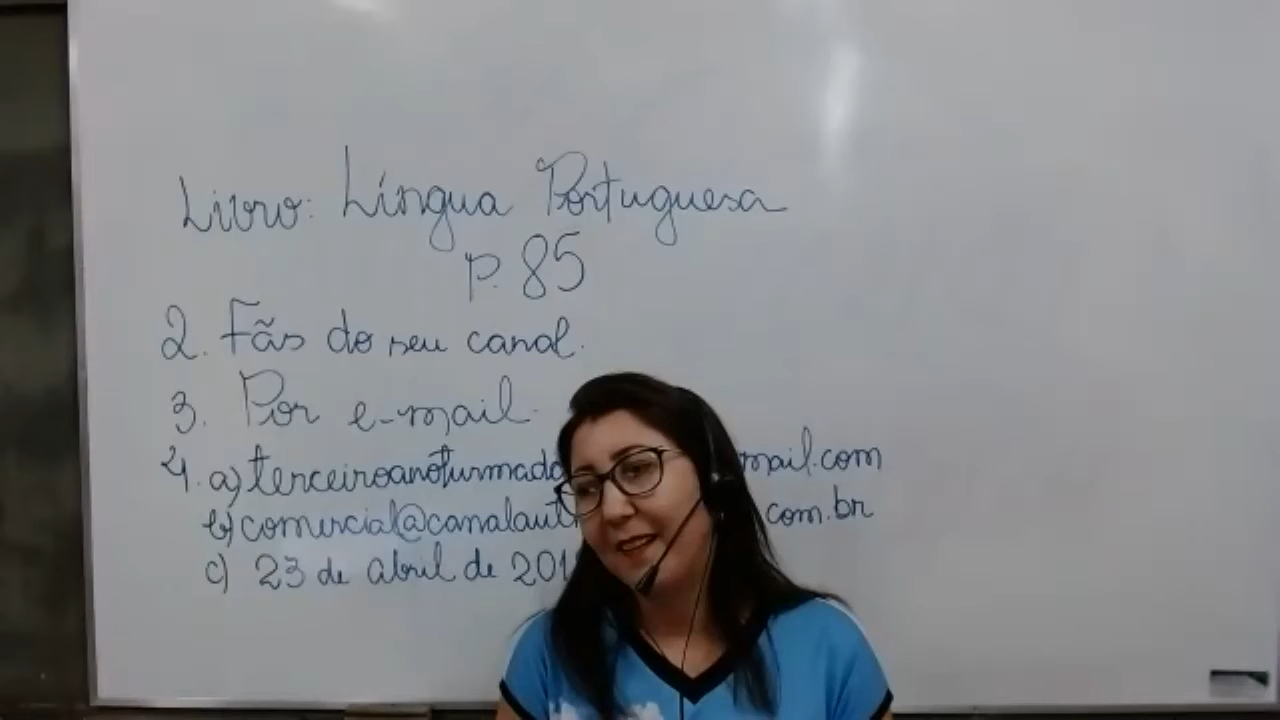 Livro: Língua Portuguesa
p. 85
2. Fãs do seu canal.
3. Por e-mail.
4. a) terceiroanoturmado mail.com
b) comercial@canalaut com.br
c) 23 de abril de 201